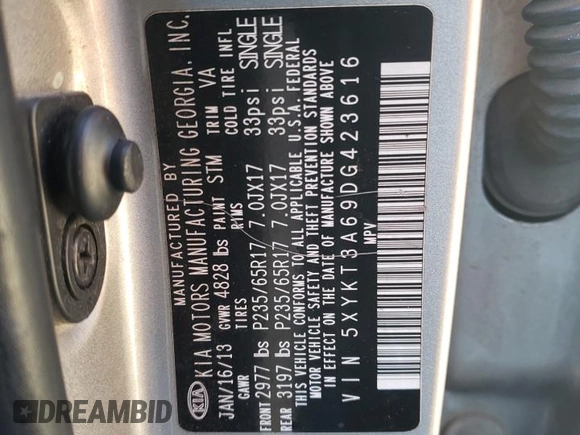 KIA
MANUFACTURED BY
KIA MOTORS MANUFACTURING GEORGIA, INC.
JAN/16/13 GVWR 4828 lbs PAINT STM TRIM VA
GAWR TIRES RIMS COLD TIRE INFL
FRONT 2977 lbs P235/65R17 7.0JX17 33psi SINGLE
REAR 3197 lbs P235/65R17 7.0JX17 33psi SINGLE
THIS VEHICLE CONFORMS TO ALL APPLICABLE U.S.A. FEDERAL
MOTOR VEHICLE SAFETY AND THEFT PREVENTION STANDARDS
IN EFFECT ON THE DATE OF MANUFACTURE SHOWN ABOVE
VIN 5XYKT3A69DG423616
MPV
DREAMBID